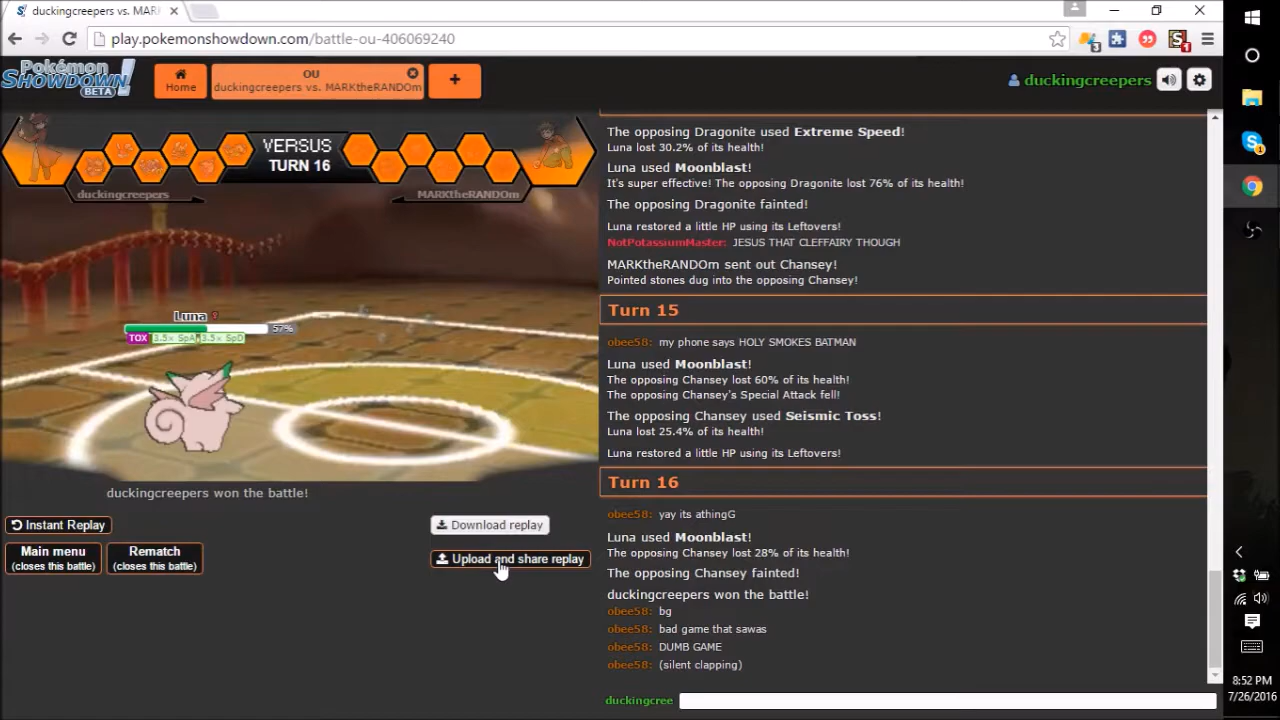 duckingcreepers vs. MAR
play.pokemonshowdown.com/battle-ou-406069240
3
1
Pokémon
SHOWDOWN!
BETA
Home
OU
duckingcreepers vs. MARKtheRANDOm
+
duckingcreepers
VERSUS
TURN 16
duckingcreepers
MARKtheRANDOm
Luna
57%
TOX 3.5× SpA 3.5× SpD
duckingcreepers won the battle!
Instant Replay
Download replay
Upload and share replay
Main menu
(closes this battle)
Rematch
(closes this battle)
The opposing Dragonite used Extreme Speed!
Luna lost 30.2% of its health!
Luna used Moonblast!
It's super effective! The opposing Dragonite lost 76% of its health!
The opposing Dragonite fainted!
Luna restored a little HP using its Leftovers!
NotPotassiumMaster: JESUS THAT CLEFFAIRY THOUGH
MARKtheRANDOm sent out Chansey!
Pointed stones dug into the opposing Chansey!
Turn 15
obee58: my phone says HOLY SMOKES BATMAN
Luna used Moonblast!
The opposing Chansey lost 60% of its health!
The opposing Chansey's Special Attack fell!
The opposing Chansey used Seismic Toss!
Luna lost 25.4% of its health!
Luna restored a little HP using its Leftovers!
Turn 16
obee58: yay its athingG
Luna used Moonblast!
The opposing Chansey lost 28% of its health!
The opposing Chansey fainted!
duckingcreepers won the battle!
obee58: bg
obee58: bad game that sawas
obee58: DUMB GAME
obee58: (silent clapping)
duckingcree
8:52 PM
7/26/2016